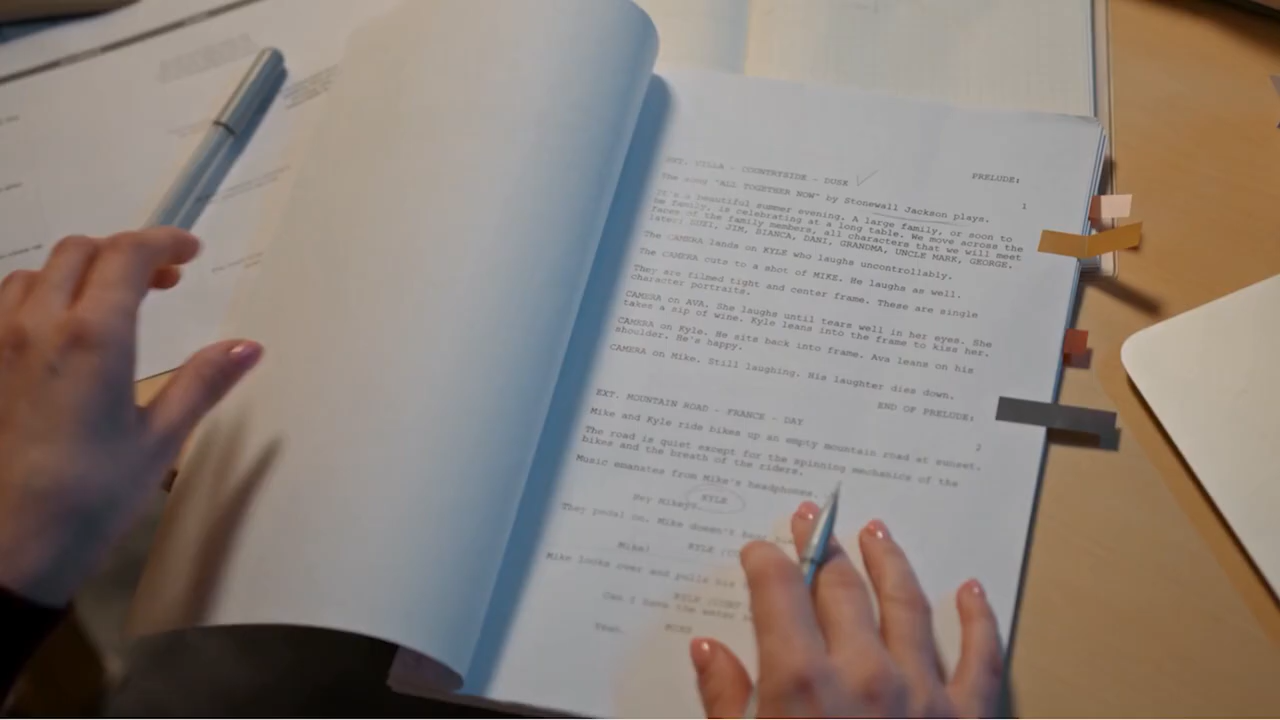 EXT. VILLA - COUNTRYSIDE - DUSK
PRELUDE:
1
The song "ALL TOGETHER NOW" by Stonewall Jackson plays.
It's a beautiful summer evening. A large family, or soon to
be family, is celebrating at a long table. We move across the
faces of the family members, all characters that we will meet
later: SUZI, JIM, BIANCA, DANI, GRANDMA, UNCLE MARK, GEORGE.
The CAMERA lands on KYLE who laughs uncontrollably.
The CAMERA cuts to a shot of MIKE. He laughs as well.
They are filmed tight and center frame. These are single
character portraits.
CAMERA on AVA. She laughs until tears well in her eyes. She
takes a sip of wine. Kyle leans into the frame to kiss her.
CAMERA on Kyle. He sits back into frame. Ava leans on his
shoulder. He's happy.
CAMERA on Mike. Still laughing. His laughter dies down.
END OF PRELUDE:
EXT. MOUNTAIN ROAD - FRANCE - DAY
2
Mike and Kyle ride bikes up an empty mountain road at sunset.
The road is quiet except for the spinning mechanics of the
bikes and the breath of the riders.
Music emanates from Mike's headphones.
KYLE
Hey Mikey?
They pedal on. Mike doesn't hear
KYLE
Mike!
Mike looks over and pulls his
KYLE
Can I have the water
MIKE
Yeah.